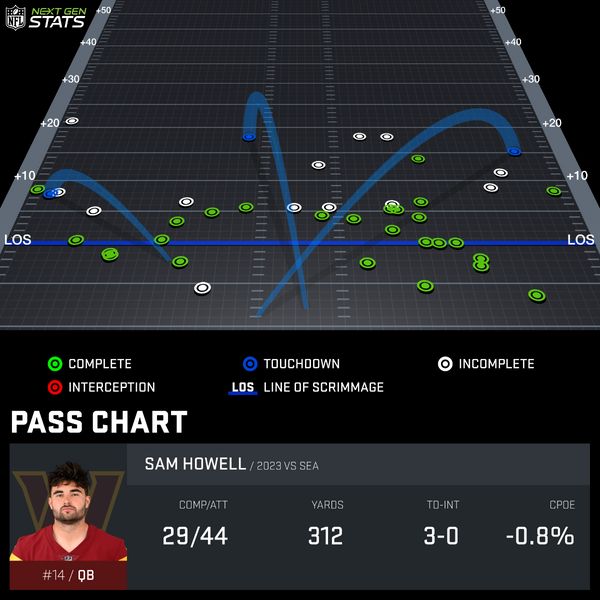 NFL NEXT GEN STATS
+50 +50
+40 +40
+30 +30
+20 +20
+10 +10
LOS LOS
COMPLETE TOUCHDOWN INCOMPLETE
INTERCEPTION LOS LINE OF SCRIMMAGE
PASS CHART
SAM HOWELL / 2023 VS SEA
COMP/ATT YARDS TD-INT CPOE
29/44 312 3-0 -0.8%
#14 / QB